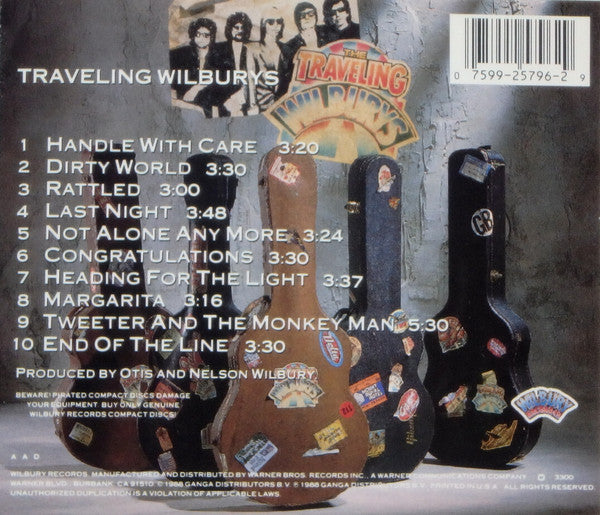 THE
TRAVELING
WILBURYS
0 7599-25796-2 9
TRAVELING WILBURYS
1 HANDLE WITH CARE 3:20
2 DIRTY WORLD 3:30
3 RATTLED 3:00
4 LAST NIGHT 3:48
5 NOT ALONE ANY MORE 3:24
6 CONGRATULATIONS 3:30
7 HEADING FOR THE LIGHT 3:37
8 MARGARITA 3:16
9 TWEETER AND THE MONKEY MAN 5:30
10 END OF THE LINE 3:30
PRODUCED BY OTIS AND NELSON WILBURY
BEWARE! PIRATED COMPACT DISCS DAMAGE
YOUR EQUIPMENT BUY ONLY GENUINE
WILBURY RECORDS COMPACT DISCS!
GB
WILBURY
A A D
WILBURY RECORDS. MANUFACTURED AND DISTRIBUTED BY WARNER BROS. RECORDS INC., A WARNER COMMUNICATIONS COMPANY 3300
WARNER BLVD., BURBANK, CA 91510. © 1988 GANGA DISTRIBUTORS B.V. ℗ 1988 GANGA DISTRIBUTORS B.V. PRINTED IN U.S.A. ALL RIGHTS RESERVED.
UNAUTHORIZED DUPLICATION IS A VIOLATION OF APPLICABLE LAWS.